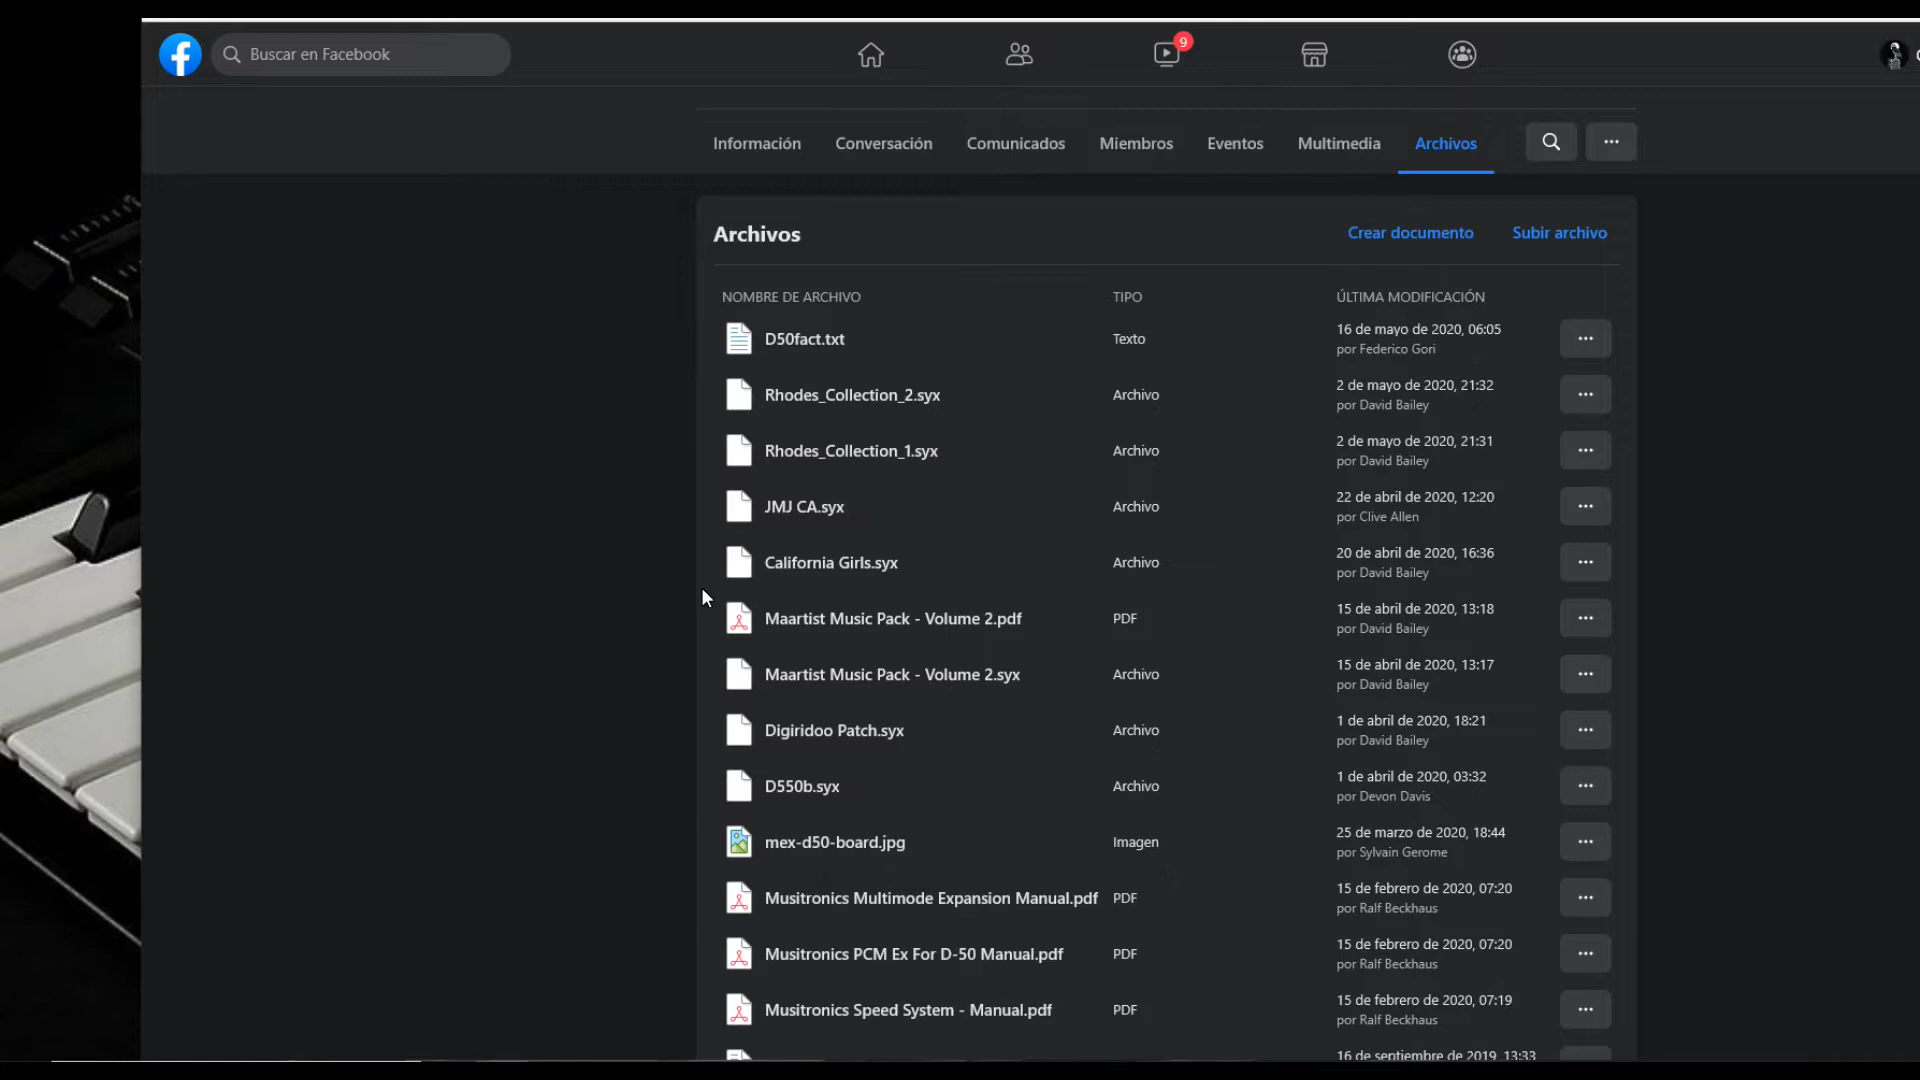 Buscar en Facebook
9
Información Conversación Comunicados Miembros Eventos Multimedia Archivos
Archivos
Crear documento Subir archivo
NOMBRE DE ARCHIVO TIPO ÚLTIMA MODIFICACIÓN
D50fact.txt Texto 16 de mayo de 2020, 06:05
por Federico Gori
Rhodes_Collection_2.syx Archivo 2 de mayo de 2020, 21:32
por David Bailey
Rhodes_Collection_1.syx Archivo 2 de mayo de 2020, 21:31
por David Bailey
JMJ CA.syx Archivo 22 de abril de 2020, 12:20
por Clive Allen
California Girls.syx Archivo 20 de abril de 2020, 16:36
por David Bailey
Maartist Music Pack - Volume 2.pdf PDF 15 de abril de 2020, 13:18
por David Bailey
Maartist Music Pack - Volume 2.syx Archivo 15 de abril de 2020, 13:17
por David Bailey
Digiridoo Patch.syx Archivo 1 de abril de 2020, 18:21
por David Bailey
D550b.syx Archivo 1 de abril de 2020, 03:32
por Devon Davis
mex-d50-board.jpg Imagen 25 de marzo de 2020, 18:44
por Sylvain Gerome
Musitronics Multimode Expansion Manual.pdf PDF 15 de febrero de 2020, 07:20
por Ralf Beckhaus
Musitronics PCM Ex For D-50 Manual.pdf PDF 15 de febrero de 2020, 07:20
por Ralf Beckhaus
Musitronics Speed System - Manual.pdf PDF 15 de febrero de 2020, 07:19
por Ralf Beckhaus
16 de septiembre de 2019, 13:33